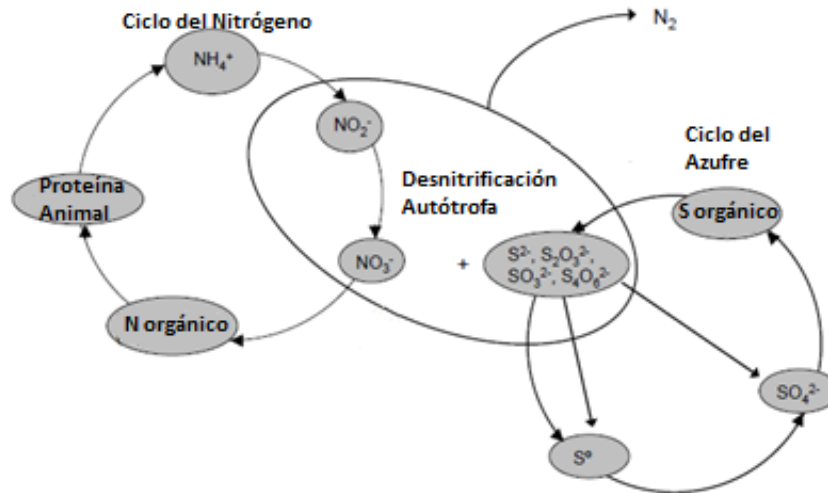 Ciclo del Nitrógeno
NH₄⁺
N₂
NO₂⁻
Ciclo del
Azufre
Desnitrificación
Autótrofa
Proteína
Animal
S orgánico
NO₃⁻
+
S²⁻, S₂O₃²⁻,
SO₃²⁻, S₄O₆²⁻
N orgánico
SO₄²⁻
S⁰